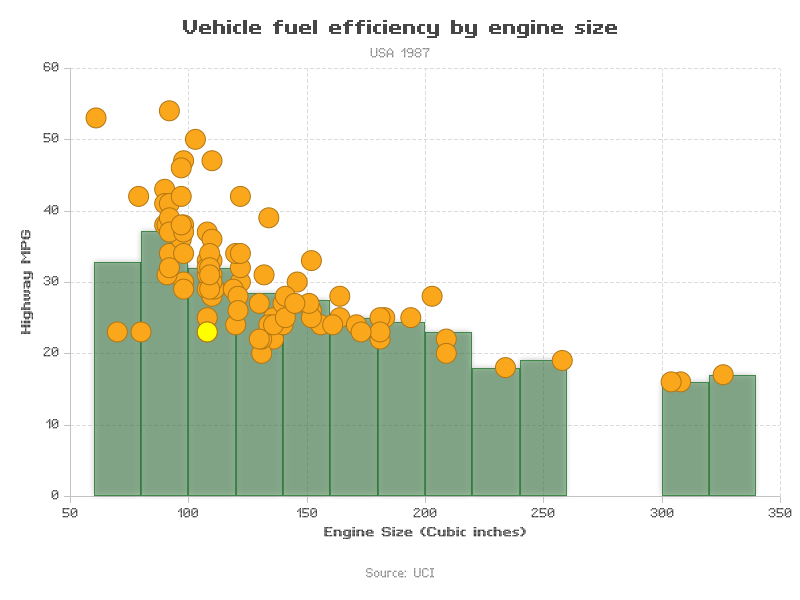 Vehicle fuel efficiency by engine size
USA 1987
60
50
40
30
20
10
0
Highway MPG
50 100 150 200 250 300 350
Engine Size (Cubic inches)
Source: UCI